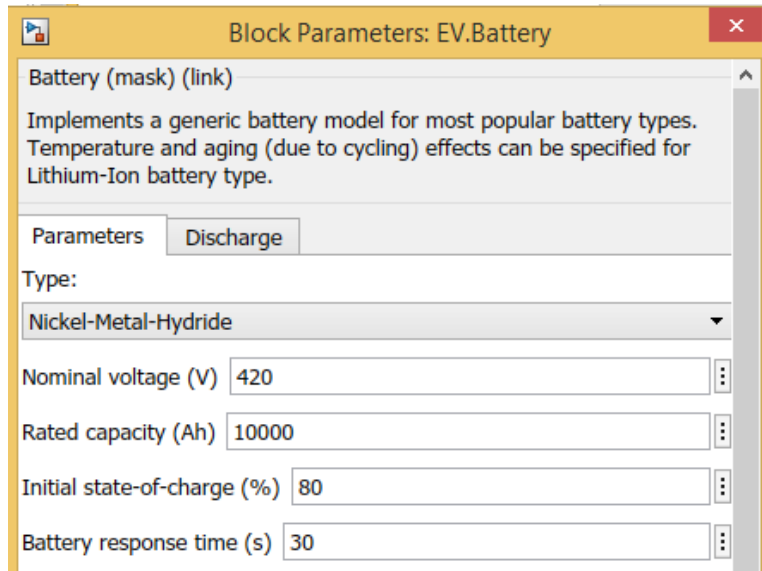 Block Parameters: EV.Battery
Battery (mask) (link)
Implements a generic battery model for most popular battery types.
Temperature and aging (due to cycling) effects can be specified for
Lithium-Ion battery type.
Parameters Discharge
Type:
Nickel-Metal-Hydride
Nominal voltage (V) 420
Rated capacity (Ah) 10000
Initial state-of-charge (%) 80
Battery response time (s) 30